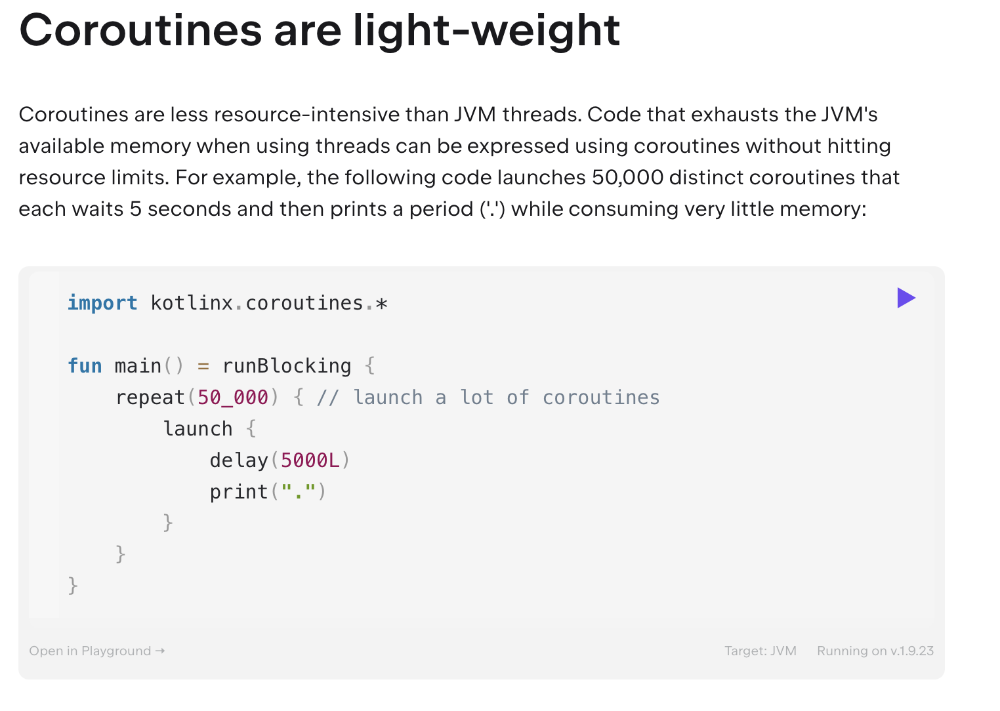 Coroutines are light-weight
Coroutines are less resource-intensive than JVM threads. Code that exhausts the JVM's
available memory when using threads can be expressed using coroutines without hitting
resource limits. For example, the following code launches 50,000 distinct coroutines that
each waits 5 seconds and then prints a period ('.') while consuming very little memory:
import kotlinx.coroutines.*
fun main() = runBlocking {
    repeat(50_000) { // launch a lot of coroutines
        launch {
            delay(5000L)
            print(".")
        }
    }
}
Open in Playground → Target: JVM Running on v.1.9.23